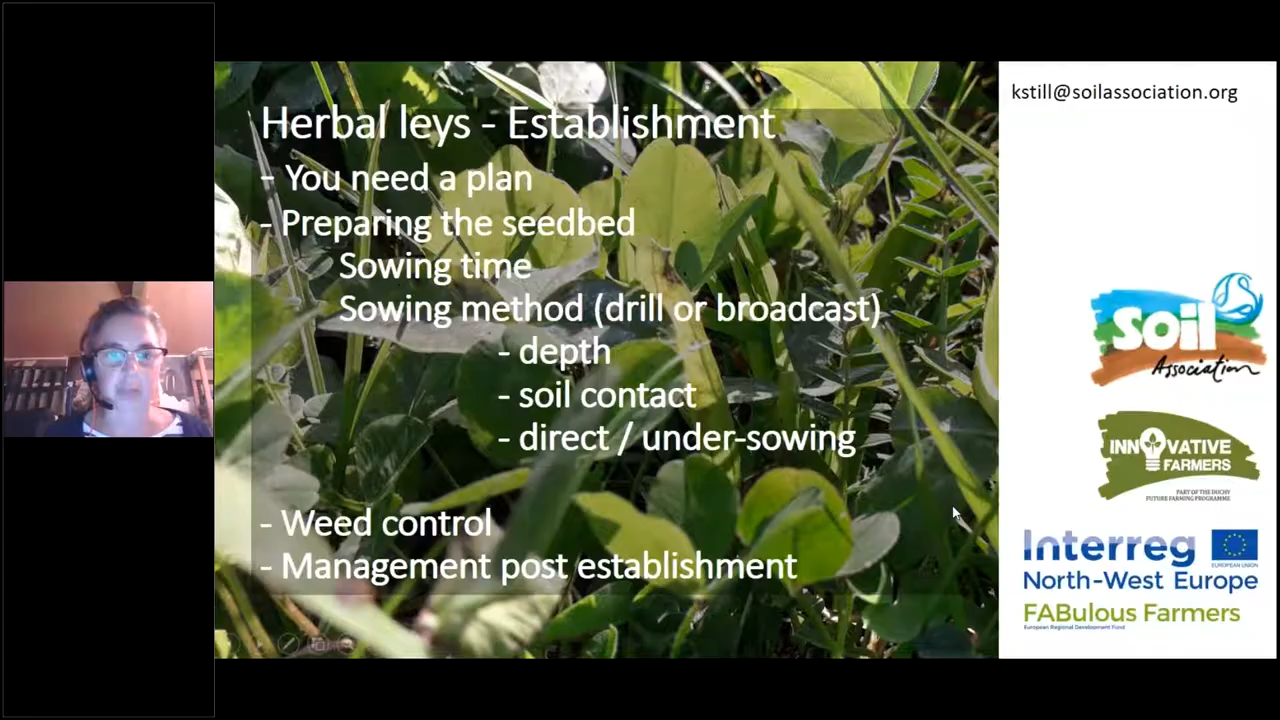 Herbal leys - Establishment
- You need a plan
- Preparing the seedbed
Sowing time
Sowing method (drill or broadcast)
- depth
- soil contact
- direct / under-sowing
- Weed control
- Management post establishment
kstill@soilassociation.org
Soil
Association
INNOVATIVE
FARMERS
PART OF THE DUCHY
FUTURE FARMING PROGRAMME
Interreg
EUROPEAN UNION
North-West Europe
FABulous Farmers
European Regional Development Fund